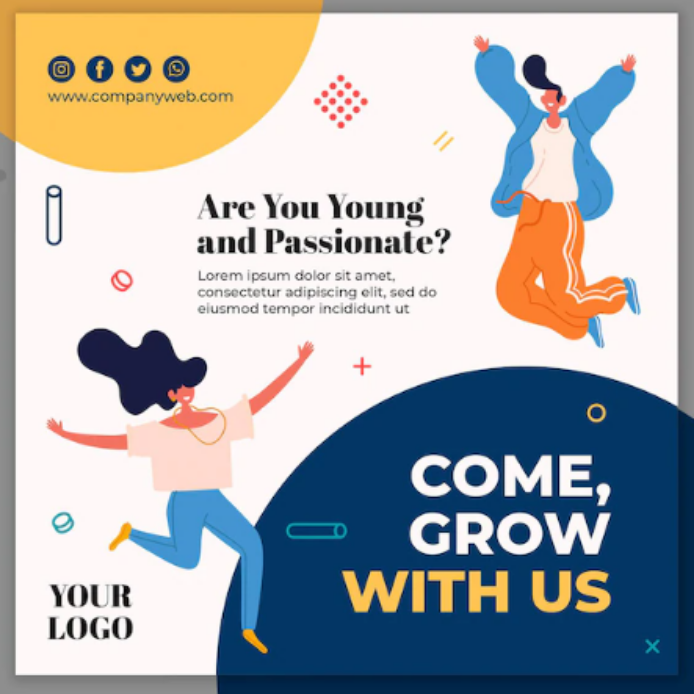 www.companyweb.com
Are You Young
and Passionate?
Lorem ipsum dolor sit amet,
consectetur adipiscing elit, sed do
eiusmod tempor incididunt ut
COME,
GROW
WITH US
YOUR
LOGO